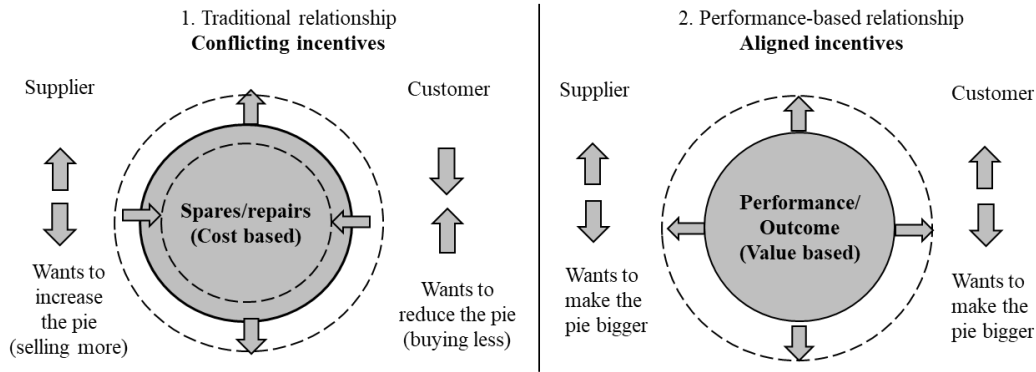 1. Traditional relationship
Conflicting incentives
Supplier
Customer
Spares/repairs
(Cost based)
Wants to
increase
the pie
(selling more)
Wants to
reduce the pie
(buying less)
2. Performance-based relationship
Aligned incentives
Supplier
Customer
Performance/
Outcome
(Value based)
Wants to
make the
pie bigger
Wants to
make the
pie bigger